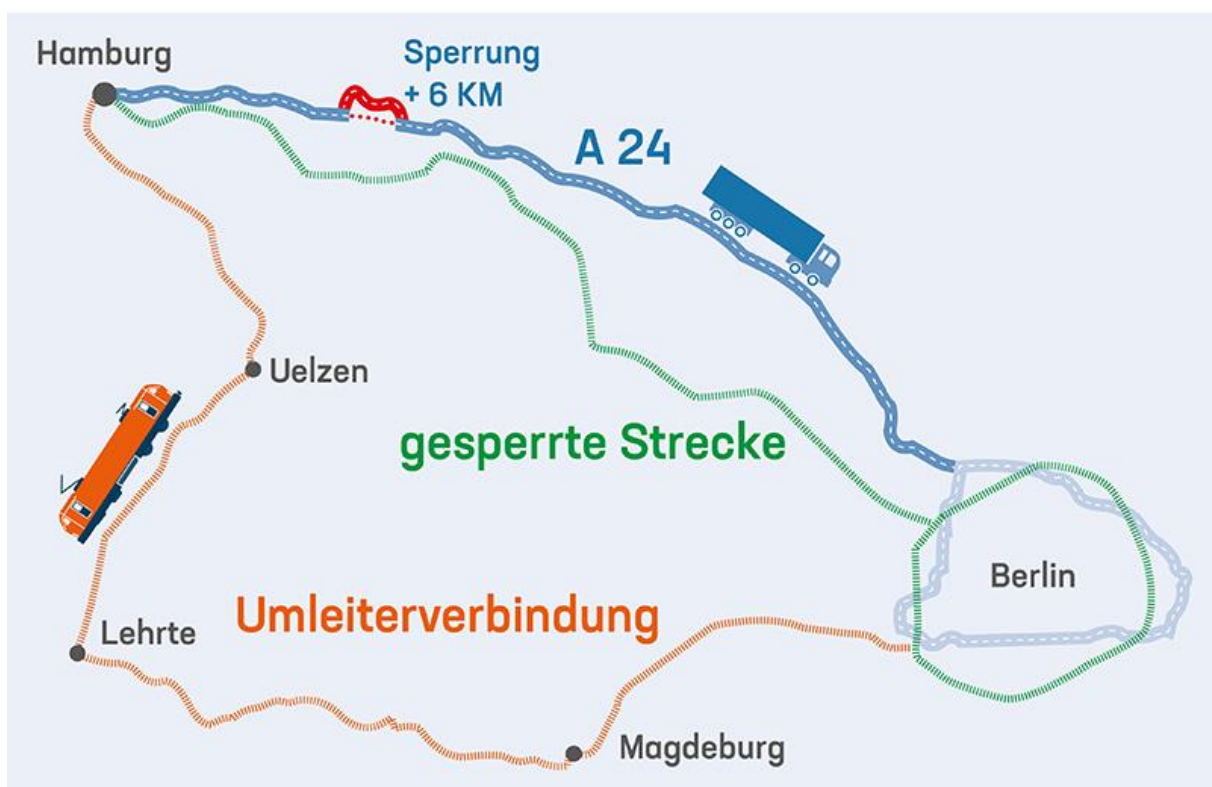 Hamburg
Sperrung
+ 6 KM
A 24
Uelzen
gesperrte Strecke
Berlin
Umleiterverbindung
Lehrte
Magdeburg